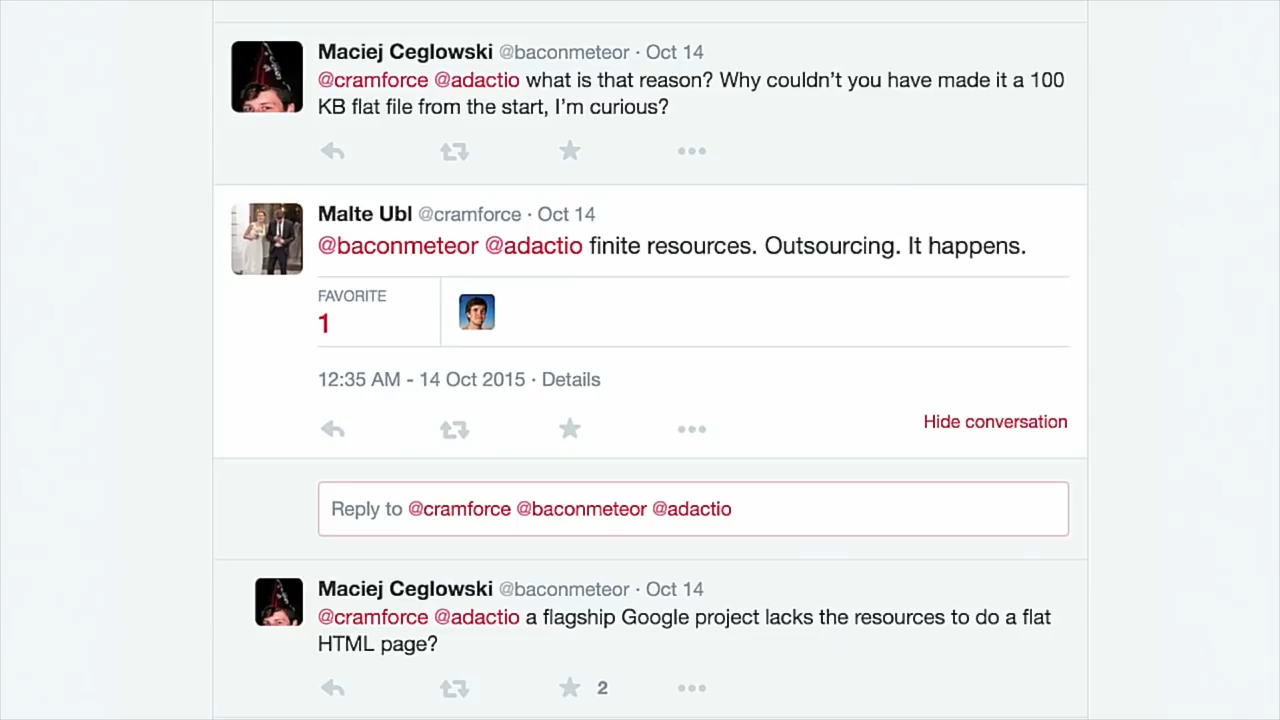 Maciej Ceglowski @baconmeteor · Oct 14
@cramforce @adactio what is that reason? Why couldn’t you have made it a 100
KB flat file from the start, I’m curious?
Malte Ubl @cramforce · Oct 14
@baconmeteor @adactio finite resources. Outsourcing. It happens.
FAVORITE
1
12:35 AM - 14 Oct 2015 · Details
Hide conversation
Reply to @cramforce @baconmeteor @adactio
Maciej Ceglowski @baconmeteor · Oct 14
@cramforce @adactio a flagship Google project lacks the resources to do a flat
HTML page?
2